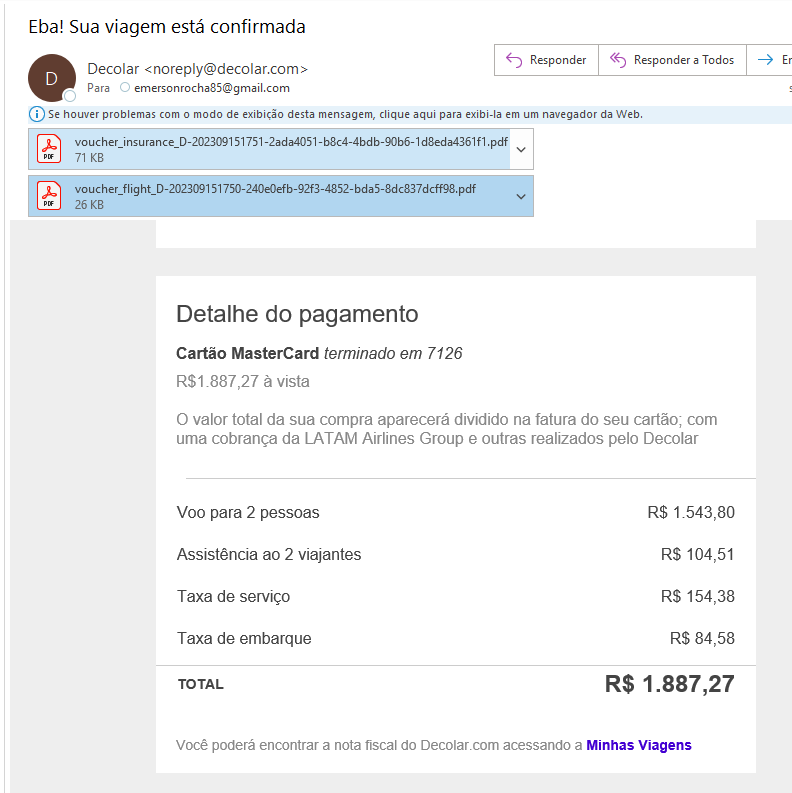 Eba! Sua viagem está confirmada
D
Decolar <noreply@decolar.com>
Para emersonrocha85@gmail.com
Responder
Responder a Todos
Se houver problemas com o modo de exibição desta mensagem, clique aqui para exibi-la em um navegador da Web.
PDF
voucher_insurance_D-202309151751-2ada4051-b8c4-4bdb-90b6-1d8eda4361f1.pdf
71 KB
PDF
voucher_flight_D-202309151750-240e0efb-92f3-4852-bda5-8dc837dcff98.pdf
26 KB
Detalhe do pagamento
Cartão MasterCard terminado em 7126
R$1.887,27 à vista
O valor total da sua compra aparecerá dividido na fatura do seu cartão; com
uma cobrança da LATAM Airlines Group e outras realizados pelo Decolar
Voo para 2 pessoas R$ 1.543,80
Assistência ao 2 viajantes R$ 104,51
Taxa de serviço R$ 154,38
Taxa de embarque R$ 84,58
TOTAL R$ 1.887,27
Você poderá encontrar a nota fiscal do Decolar.com acessando a Minhas Viagens